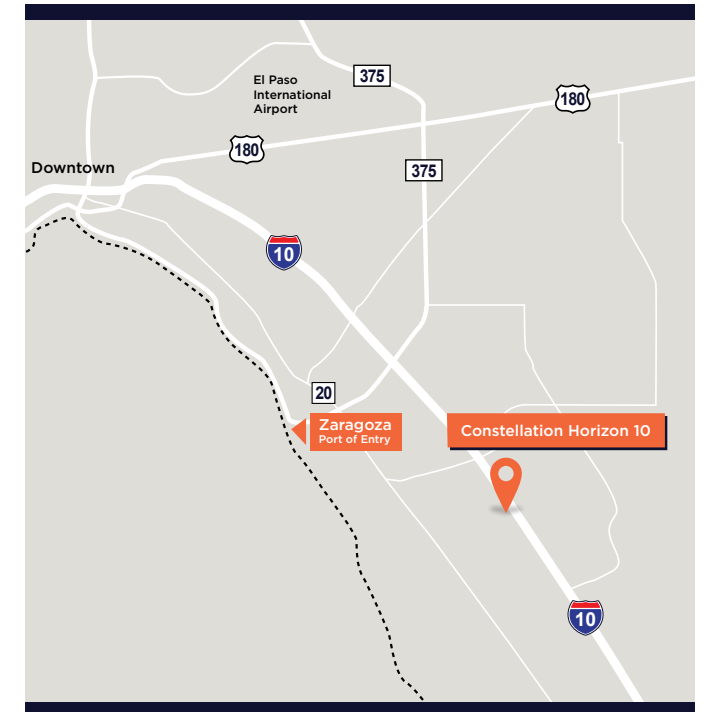 375
El Paso
International
Airport
180
180
Downtown
375
10
20
Zaragoza
Port of Entry
Constellation Horizon 10
10